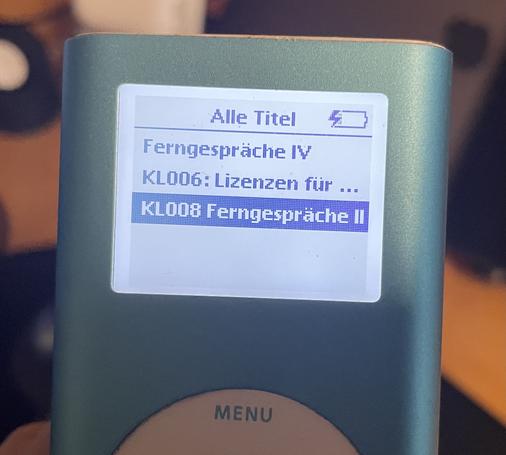 Alle Titel
Ferngespräche IV
KL006: Lizenzen für ...
KL008 Ferngespräche II
MENU